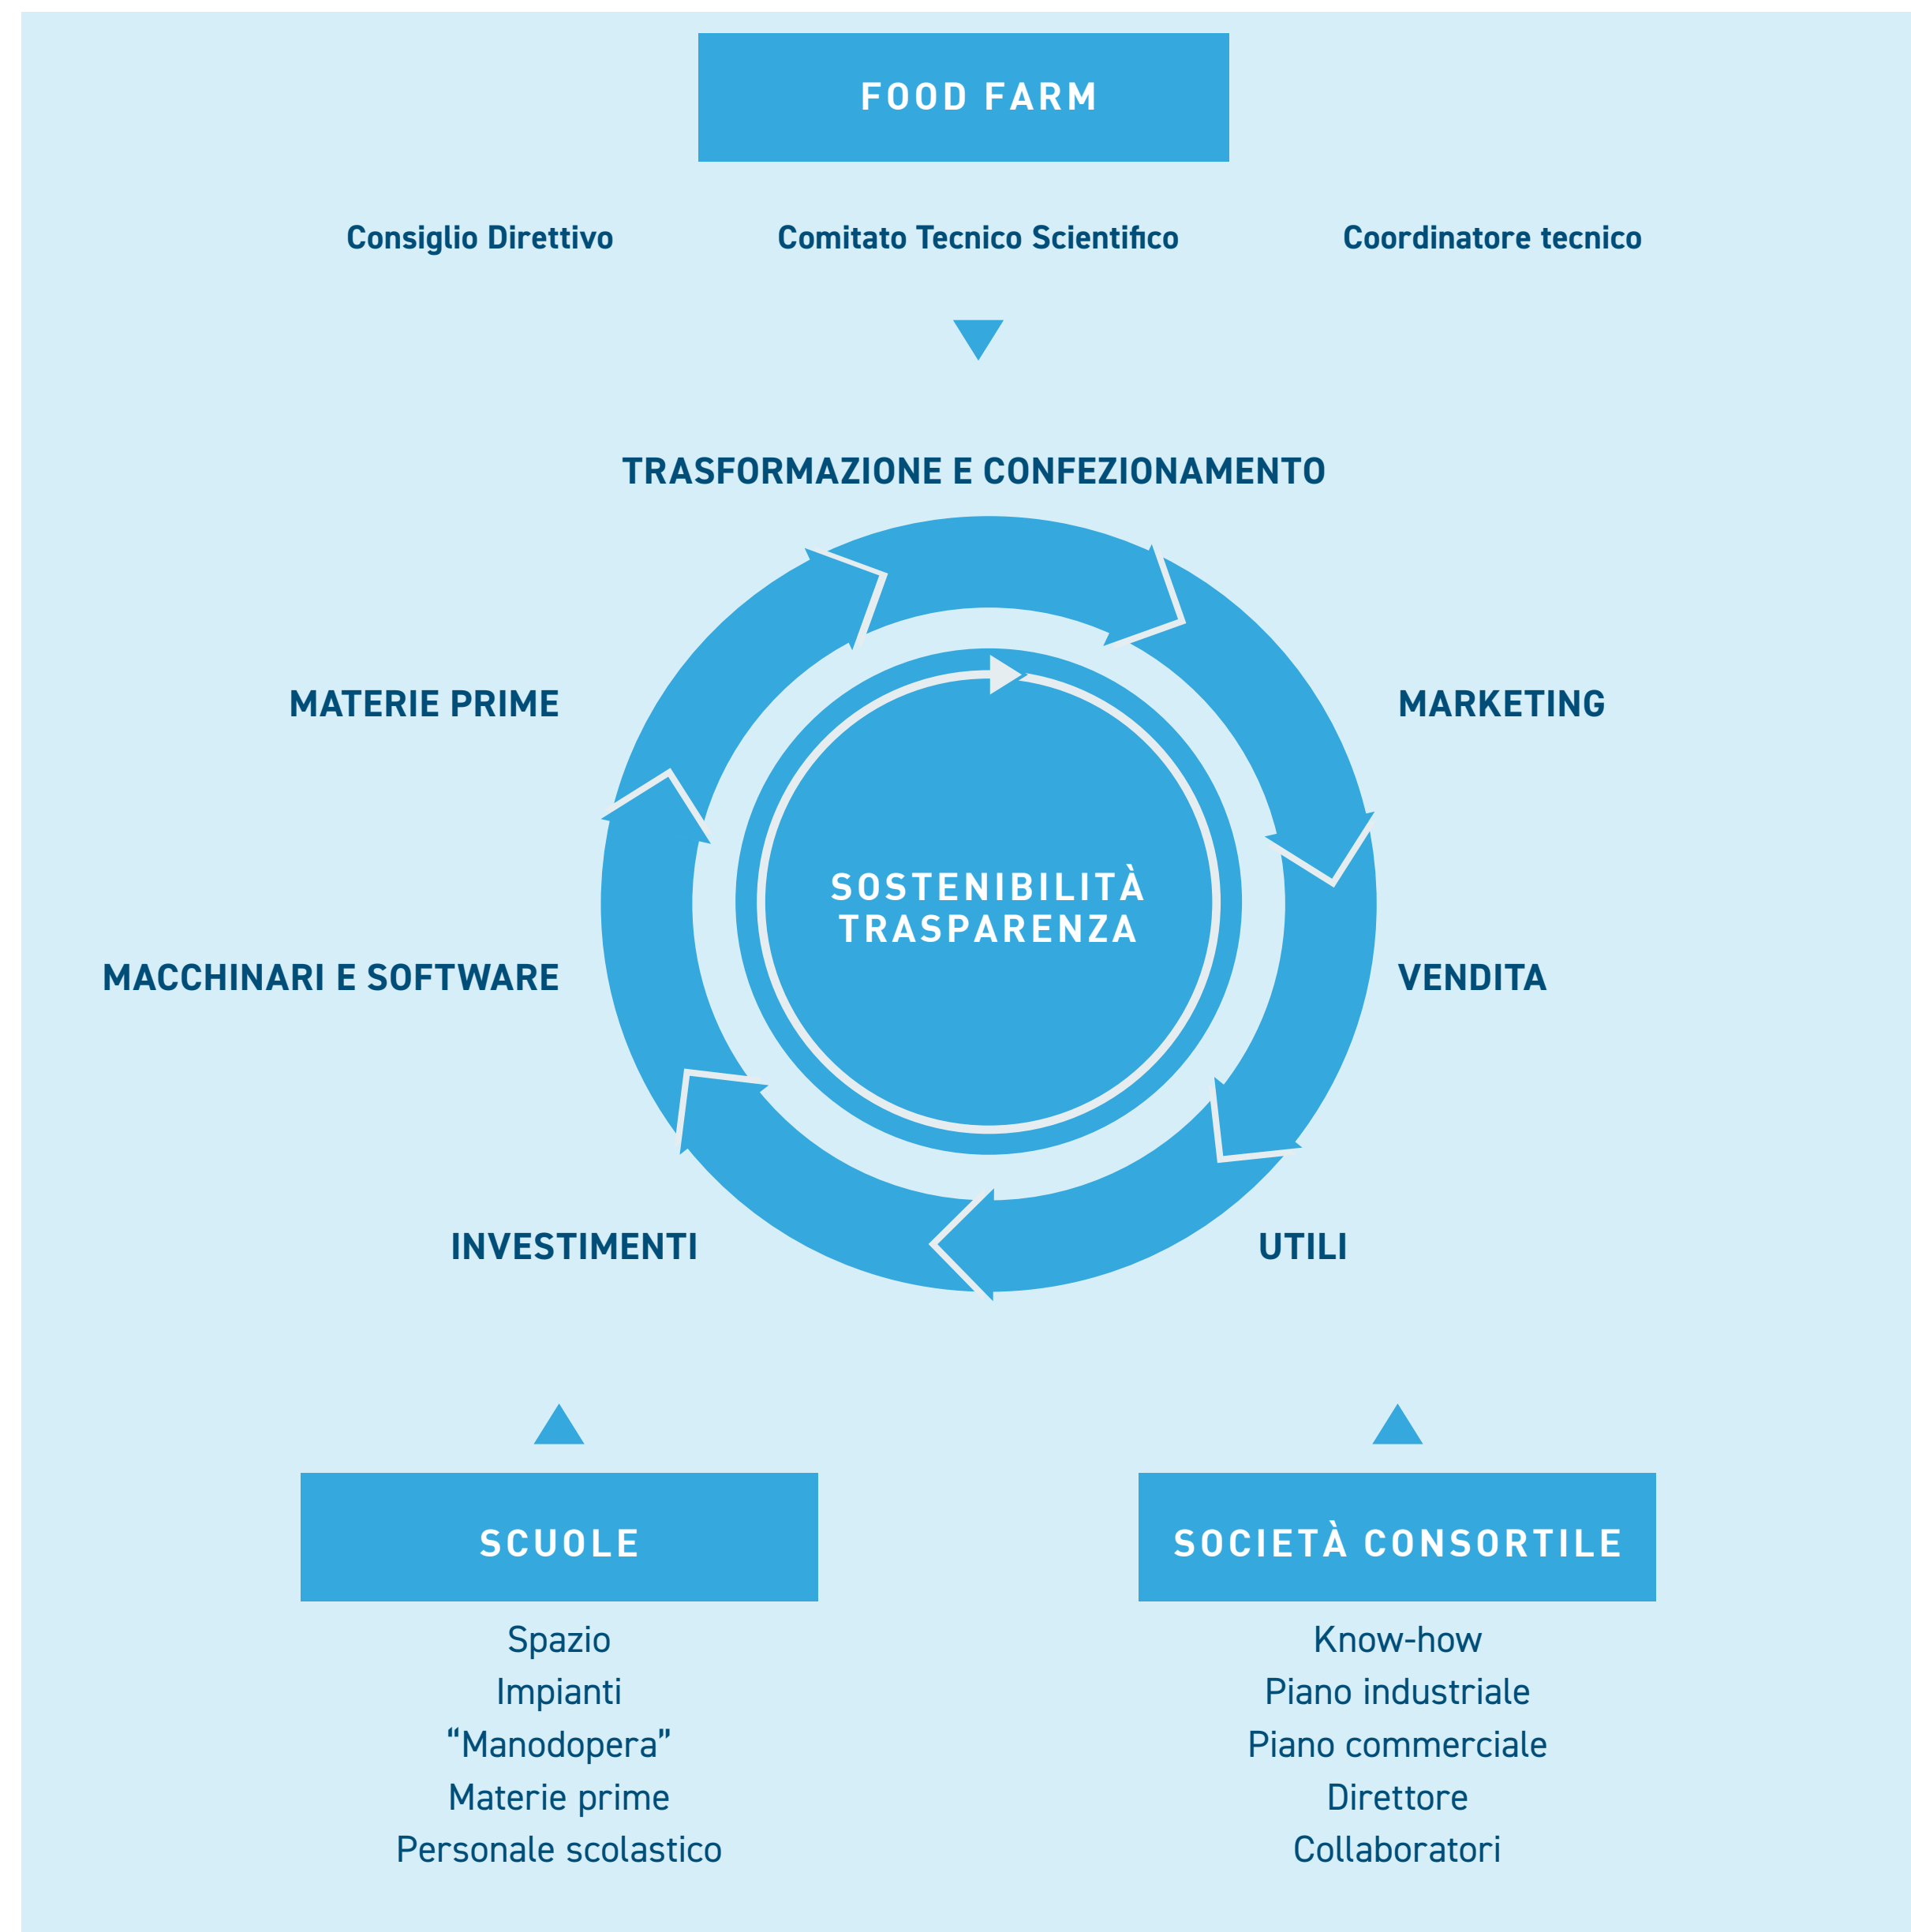 FOOD FARM
Consiglio Direttivo
Comitato Tecnico Scientifico
Coordinatore tecnico
TRASFORMAZIONE E CONFEZIONAMENTO
MATERIE PRIME
MARKETING
SOSTENIBILITÀ
TRASPARENZA
MACCHINARI E SOFTWARE
VENDITA
INVESTIMENTI
UTILI
SCUOLE
Spazio
Impianti
“Manodopera”
Materie prime
Personale scolastico
SOCIETÀ CONSORTILE
Know-how
Piano industriale
Piano commerciale
Direttore
Collaboratori